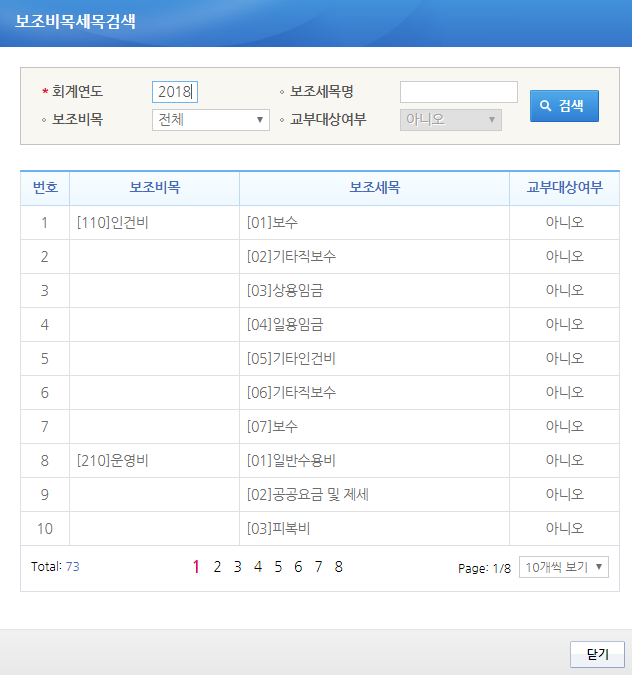 보조비목세목검색
* 회계연도 2018 보조세목명
보조비목 전체 ▼ 교부대상여부 아니오 ▼ 검색
번호 보조비목 보조세목 교부대상여부
1 [110]인건비 [01]보수 아니오
2 [02]기타직보수 아니오
3 [03]상용임금 아니오
4 [04]일용임금 아니오
5 [05]기타인건비 아니오
6 [06]기타직보수 아니오
7 [07]보수 아니오
8 [210]운영비 [01]일반수용비 아니오
9 [02]공공요금 및 제세 아니오
10 [03]피복비 아니오
Total: 73 1 2 3 4 5 6 7 8 Page: 1/8 10개씩 보기 ▼
닫기